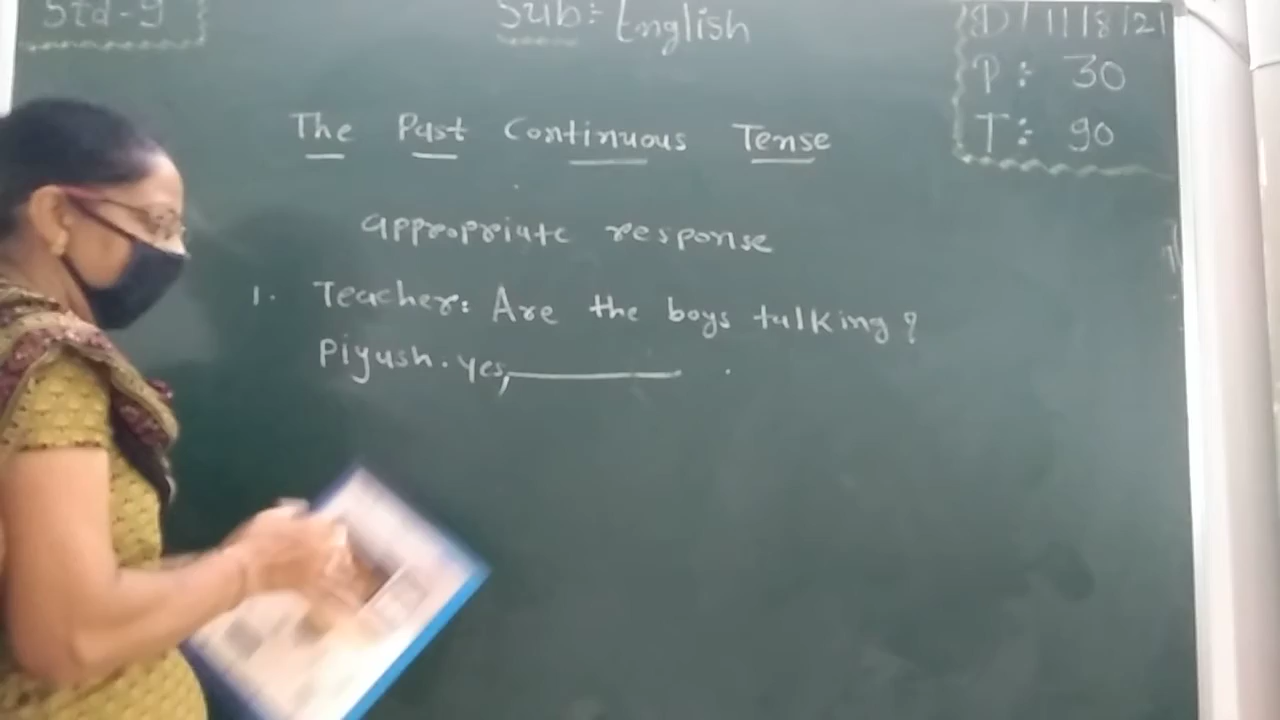 Std-9
Sub:- English
D / 11/8/21
P : 30
T : 90
The Past Continuous Tense
appropriate response
1. Teacher: Are the boys talking ?
Piyush. yes,________ .